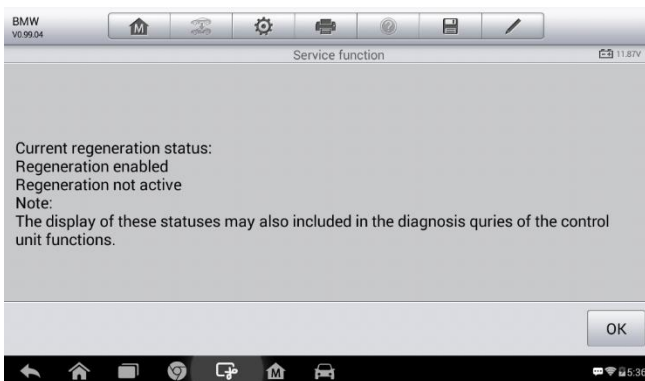 BMW
V0.99.04
M
Service function
11.87V
Current regeneration status:
Regeneration enabled
Regeneration not active
Note:
The display of these statuses may also included in the diagnosis quries of the control
unit functions.
OK
M
5:36